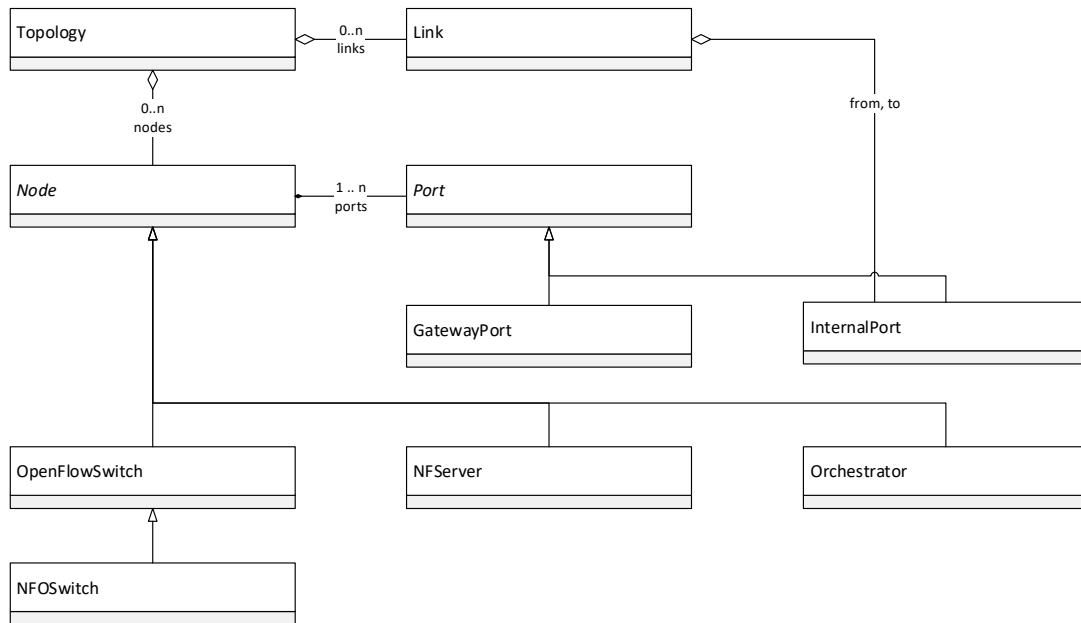 Topology
0..n
links
Link
0..n
nodes
from, to
Node
1 .. n
ports
Port
GatewayPort
InternalPort
OpenFlowSwitch
NFServer
Orchestrator
NFOSwitch